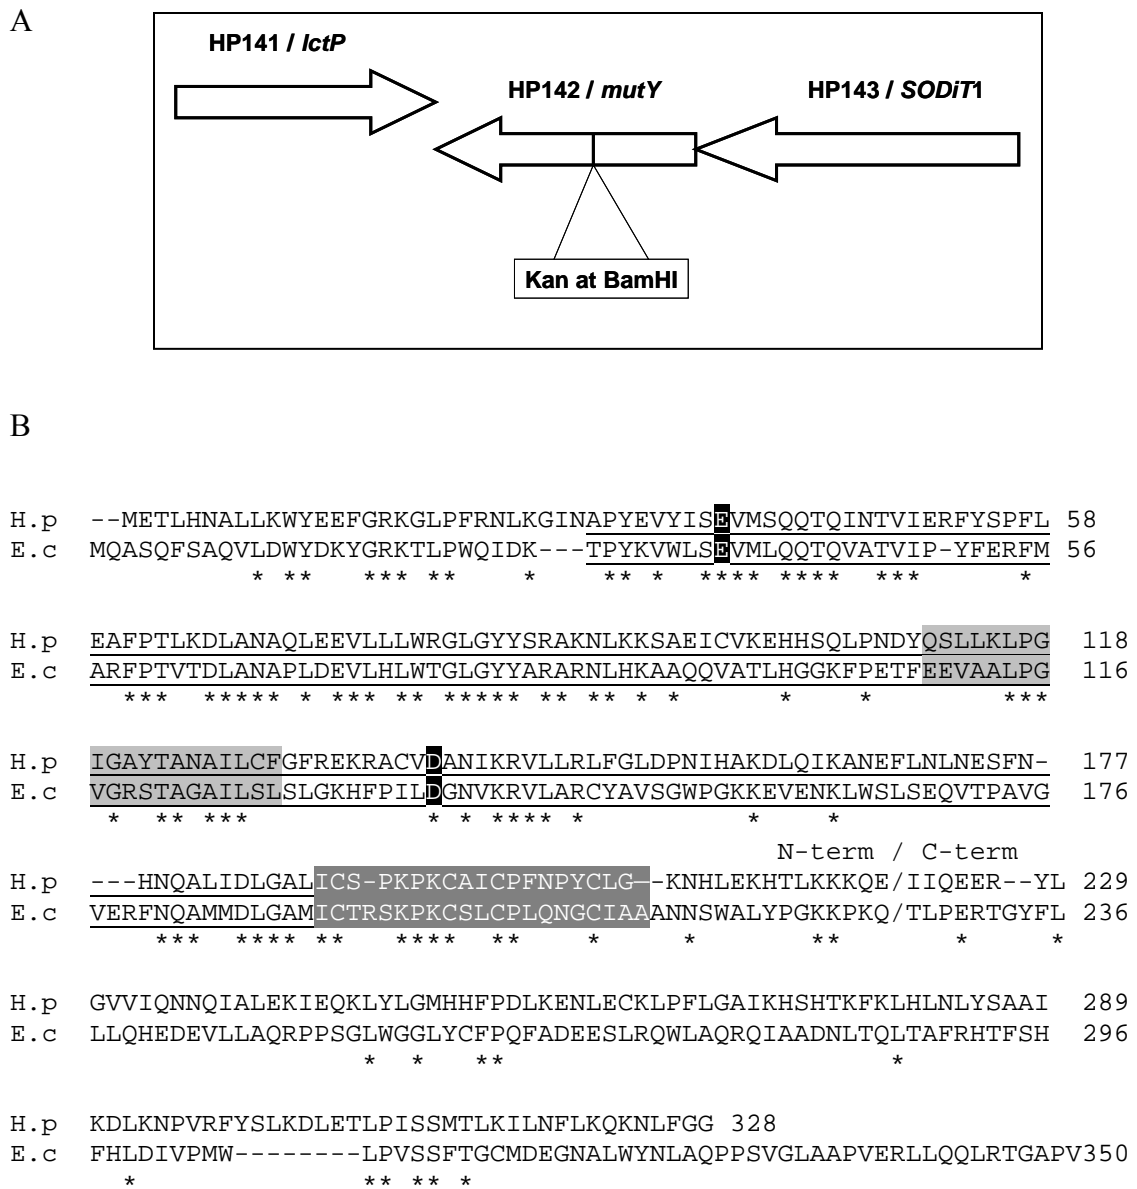 A
HP141 / lctP
HP142 / mutY
HP143 / SODiT1
Kan at BamHI
B
H.p --METLHNALLKWYEEFGRKGLPFRNLKGINAPYEVYISEVMSQQTQINTVIERFYSPFL 58
E.c MQASQFSAQVLDWYDKYGRKTLPWQIDK---TPYKVWLSEVMLQQTQVATVIP-YFERFM 56
* ** *** ** * ** * **** **** *** *
H.p EAFPTLKDLANAQLEEVLLLWRGLGYYSRAKNLKKSAEICVKEHHSQLPNDYQSLLKLPG 118
E.c ARFPTVTDLANAPLDEVLHLWTGLGYYARARNLHKAAQQVATLHGGKFPETFEEVAALPG 116
*** **** * *** ** ***** ** ** * * * * ***
H.p IGAYTANAILCFGFREKRACVDANIKRVLLRLFGLDPNIHAKDLQIKANEFLNLNESFN- 177
E.c VGRSTAGAILSLSLGKHFPILDGNVKRVLARCYAVSGWPGKKEVENKLWSLSEQVTPAVG 176
* ** *** * * **** * * *
N-term / C-term
H.p ---HNQALIDLGALICS-PKPKCAICPFNPYCLG--KNHLEKHTLKKKQE/IIQEER--YL 229
E.c VERFNQAMMDLGAMICTRSKPKCSLCPLQNGCIAAANNSWALYPGKKPKQ/TLPERTGYFL 236
*** **** ** **** ** * * ** * *
H.p GVVIQNNQIALEKIEQKLYLGMHHFPDLKENLECKLPFLGAIKHSHTKFKLHLNLYSAAI 289
E.c LLQHEDEVLLAQRPPSGLWGGLYCFPQFADEESLRQWLAQRQIAADNLTQLTAFRHTFSH 296
* * ** *
H.p KDLKNPVRFYSLKDLETLPISSMTLKILNFLKQKNLFGG 328
E.c FHLDIVPMW--------LPVSSFTGCMDEGNALWYNLAQPPSVGLAAPVERLLQQLRTGAPV350
* ** ** *